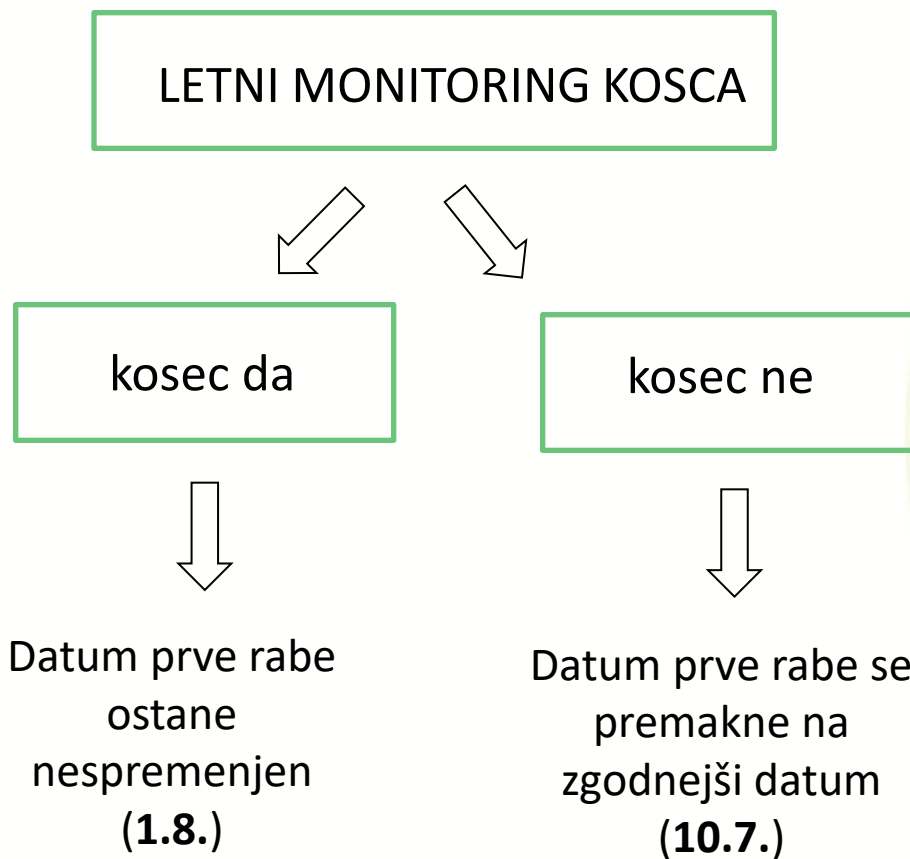 LETNI MONITORING KOSCA
kosec da
kosec ne
Datum prve rabe
ostane
nespremenjen
(1.8.)
Datum prve rabe se
premakne na
zgodnejši datum
(10.7.)